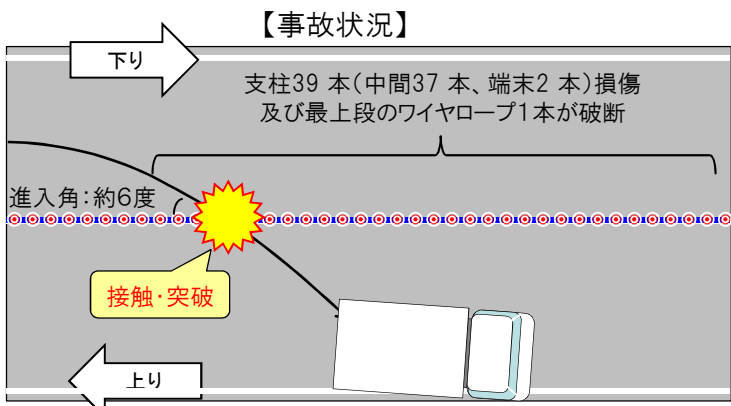 【事故状況】
下り
支柱39 本(中間37 本、端末2 本)損傷
及び最上段のワイヤロープ1本が破断
進入角:約6度
接触・突破
上り